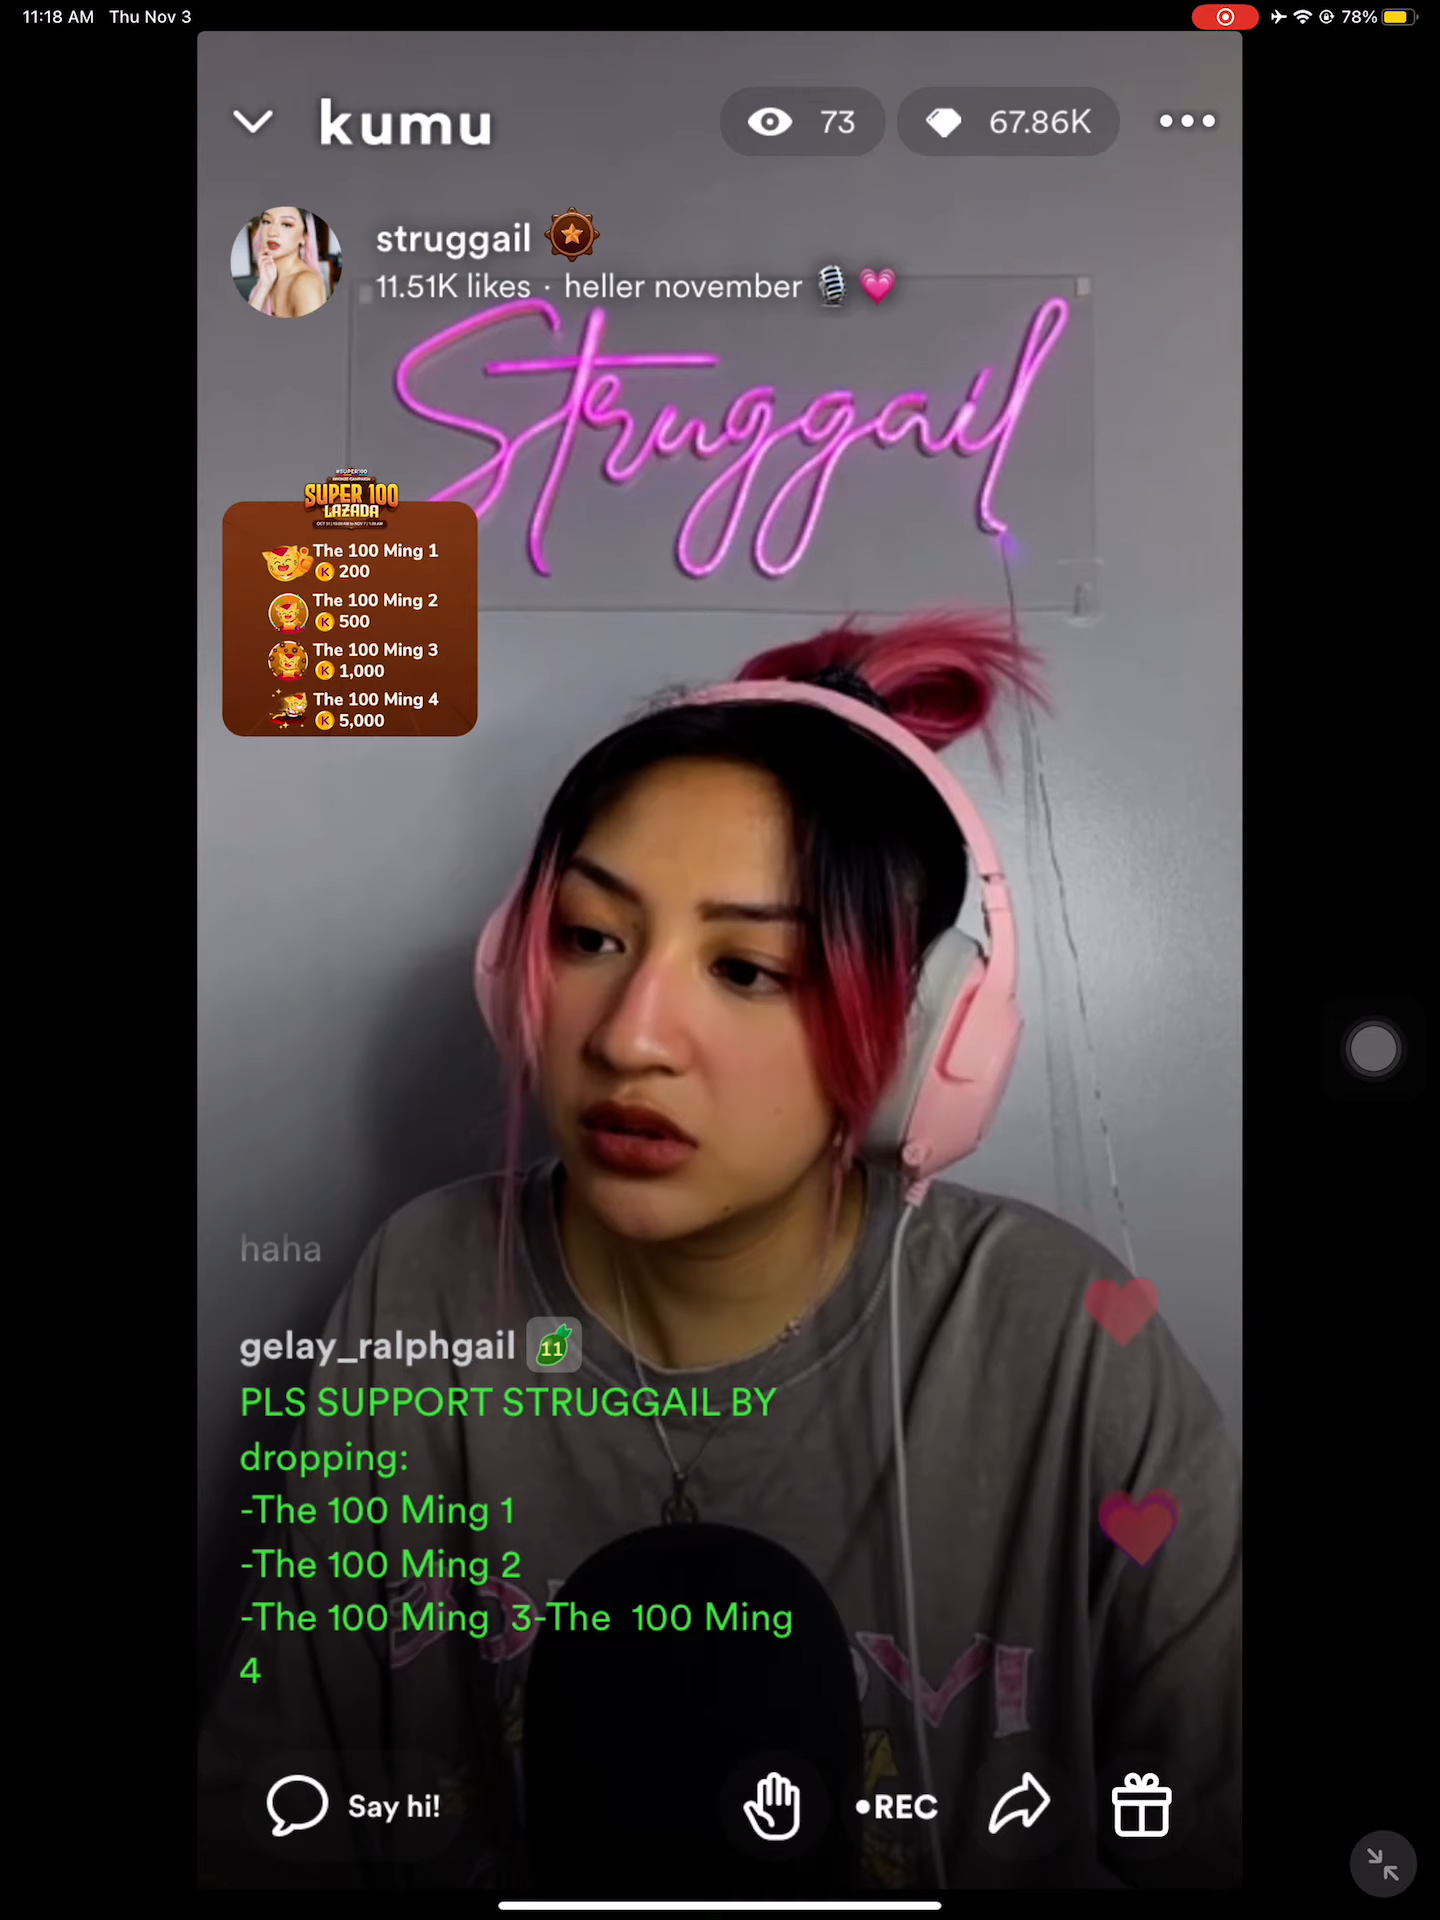 11:18 AM Thu Nov 3
78%
kumu
73
67.86K
struggail
11.51K likes · heller november 🎙️💗
Struggail
#SUPER100
BRONZE CAMPAIGN
SUPER 100
LAZADA
The 100 Ming 1
K 200
The 100 Ming 2
K 500
The 100 Ming 3
K 1,000
The 100 Ming 4
K 5,000
haha
gelay_ralphgail 11
PLS SUPPORT STRUGGAIL BY
dropping:
-The 100 Ming 1
-The 100 Ming 2
-The 100 Ming 3-The 100 Ming
4
Say hi!
•REC